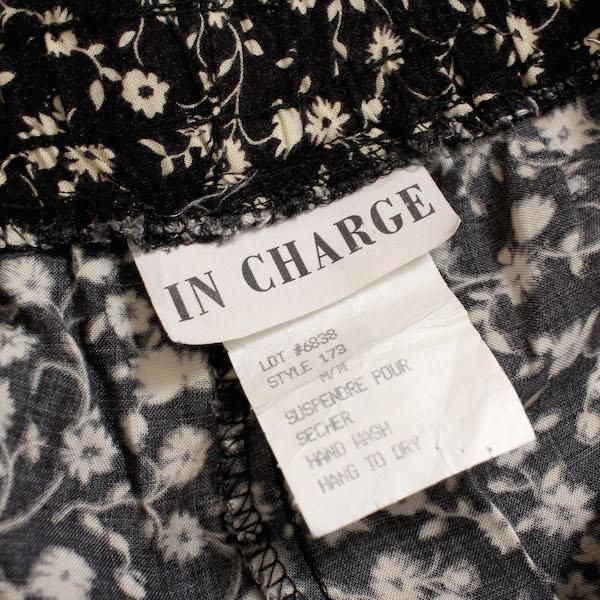 IN CHARGE
LOT #6838
STYLE 173
M/M
SUSPENDRE POUR
SECHER
HAND WASH
HANG TO DRY